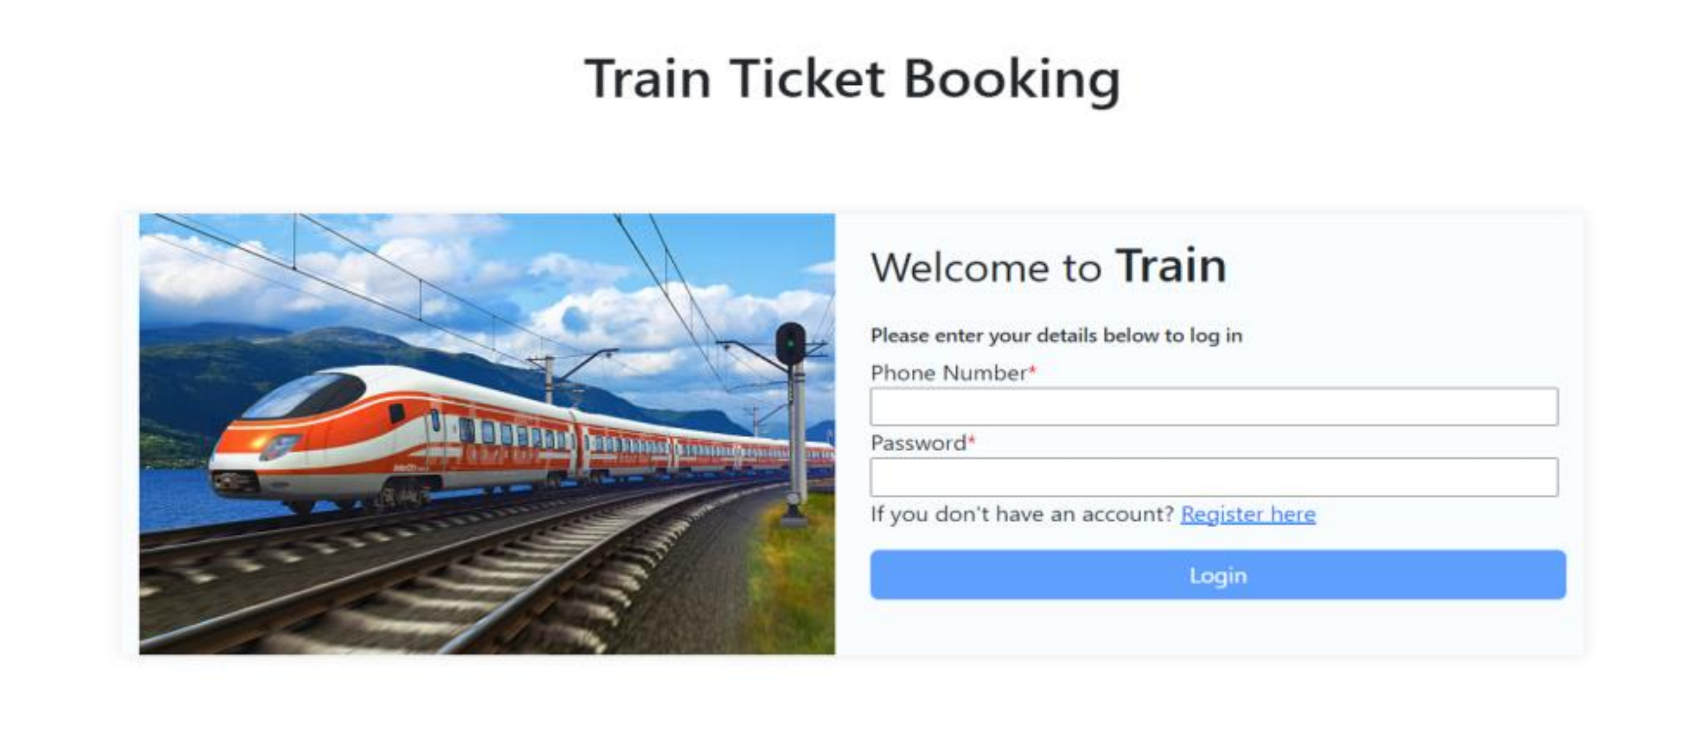 Train Ticket Booking
Welcome to Train
Please enter your details below to log in
Phone Number*
Password*
If you don't have an account? Register here
Login